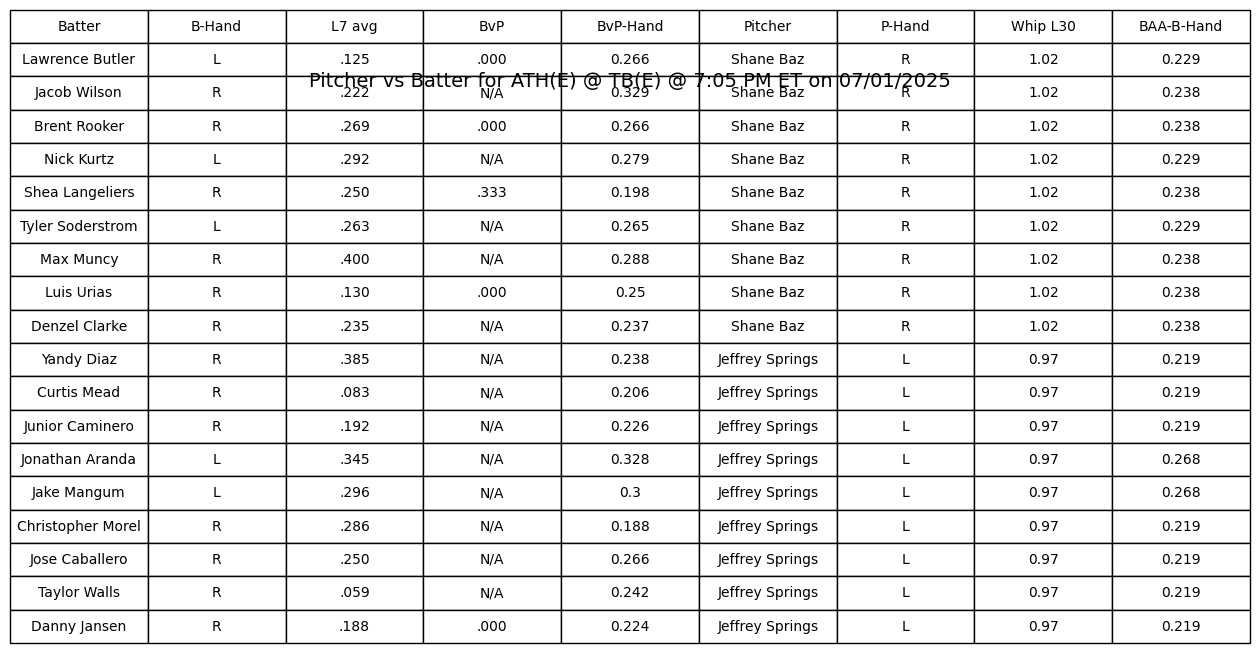 Batter B-Hand L7 avg BvP BvP-Hand Pitcher P-Hand Whip L30 BAA-B-Hand
Lawrence Butler L .125 .000 0.266 Shane Baz R 1.02 0.229
Pitcher vs Batter for ATH(E) @ TB(E) @ 7:05 PM ET on 07/01/2025
Jacob Wilson R .222 N/A 0.329 Shane Baz R 1.02 0.238
Brent Rooker R .269 .000 0.266 Shane Baz R 1.02 0.238
Nick Kurtz L .292 N/A 0.279 Shane Baz R 1.02 0.229
Shea Langeliers R .250 .333 0.198 Shane Baz R 1.02 0.238
Tyler Soderstrom L .263 N/A 0.265 Shane Baz R 1.02 0.229
Max Muncy R .400 N/A 0.288 Shane Baz R 1.02 0.238
Luis Urias R .130 .000 0.25 Shane Baz R 1.02 0.238
Denzel Clarke R .235 N/A 0.237 Shane Baz R 1.02 0.238
Yandy Diaz R .385 N/A 0.238 Jeffrey Springs L 0.97 0.219
Curtis Mead R .083 N/A 0.206 Jeffrey Springs L 0.97 0.219
Junior Caminero R .192 N/A 0.226 Jeffrey Springs L 0.97 0.219
Jonathan Aranda L .345 N/A 0.328 Jeffrey Springs L 0.97 0.268
Jake Mangum L .296 N/A 0.3 Jeffrey Springs L 0.97 0.268
Christopher Morel R .286 N/A 0.188 Jeffrey Springs L 0.97 0.219
Jose Caballero R .250 N/A 0.266 Jeffrey Springs L 0.97 0.219
Taylor Walls R .059 N/A 0.242 Jeffrey Springs L 0.97 0.219
Danny Jansen R .188 .000 0.224 Jeffrey Springs L 0.97 0.219